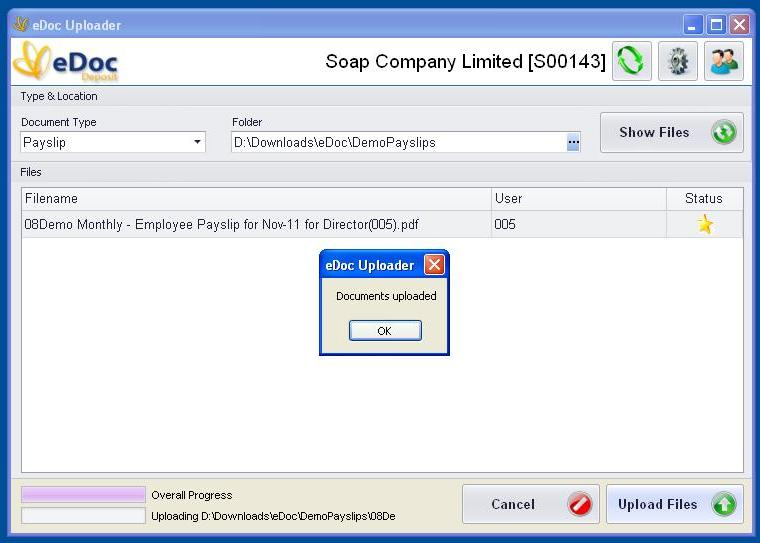 eDoc Uploader
eDoc
Deposit
Soap Company Limited [S00143]
Type & Location
Document Type
Folder
Payslip
D:\Downloads\eDoc\DemoPayslips
...
Show Files
Files
Filename
User
Status
08Demo Monthly - Employee Payslip for Nov-11 for Director(005).pdf
005
eDoc Uploader
Documents uploaded
OK
Overall Progress
Uploading D:\Downloads\eDoc\DemoPayslips\08De
Cancel
Upload Files